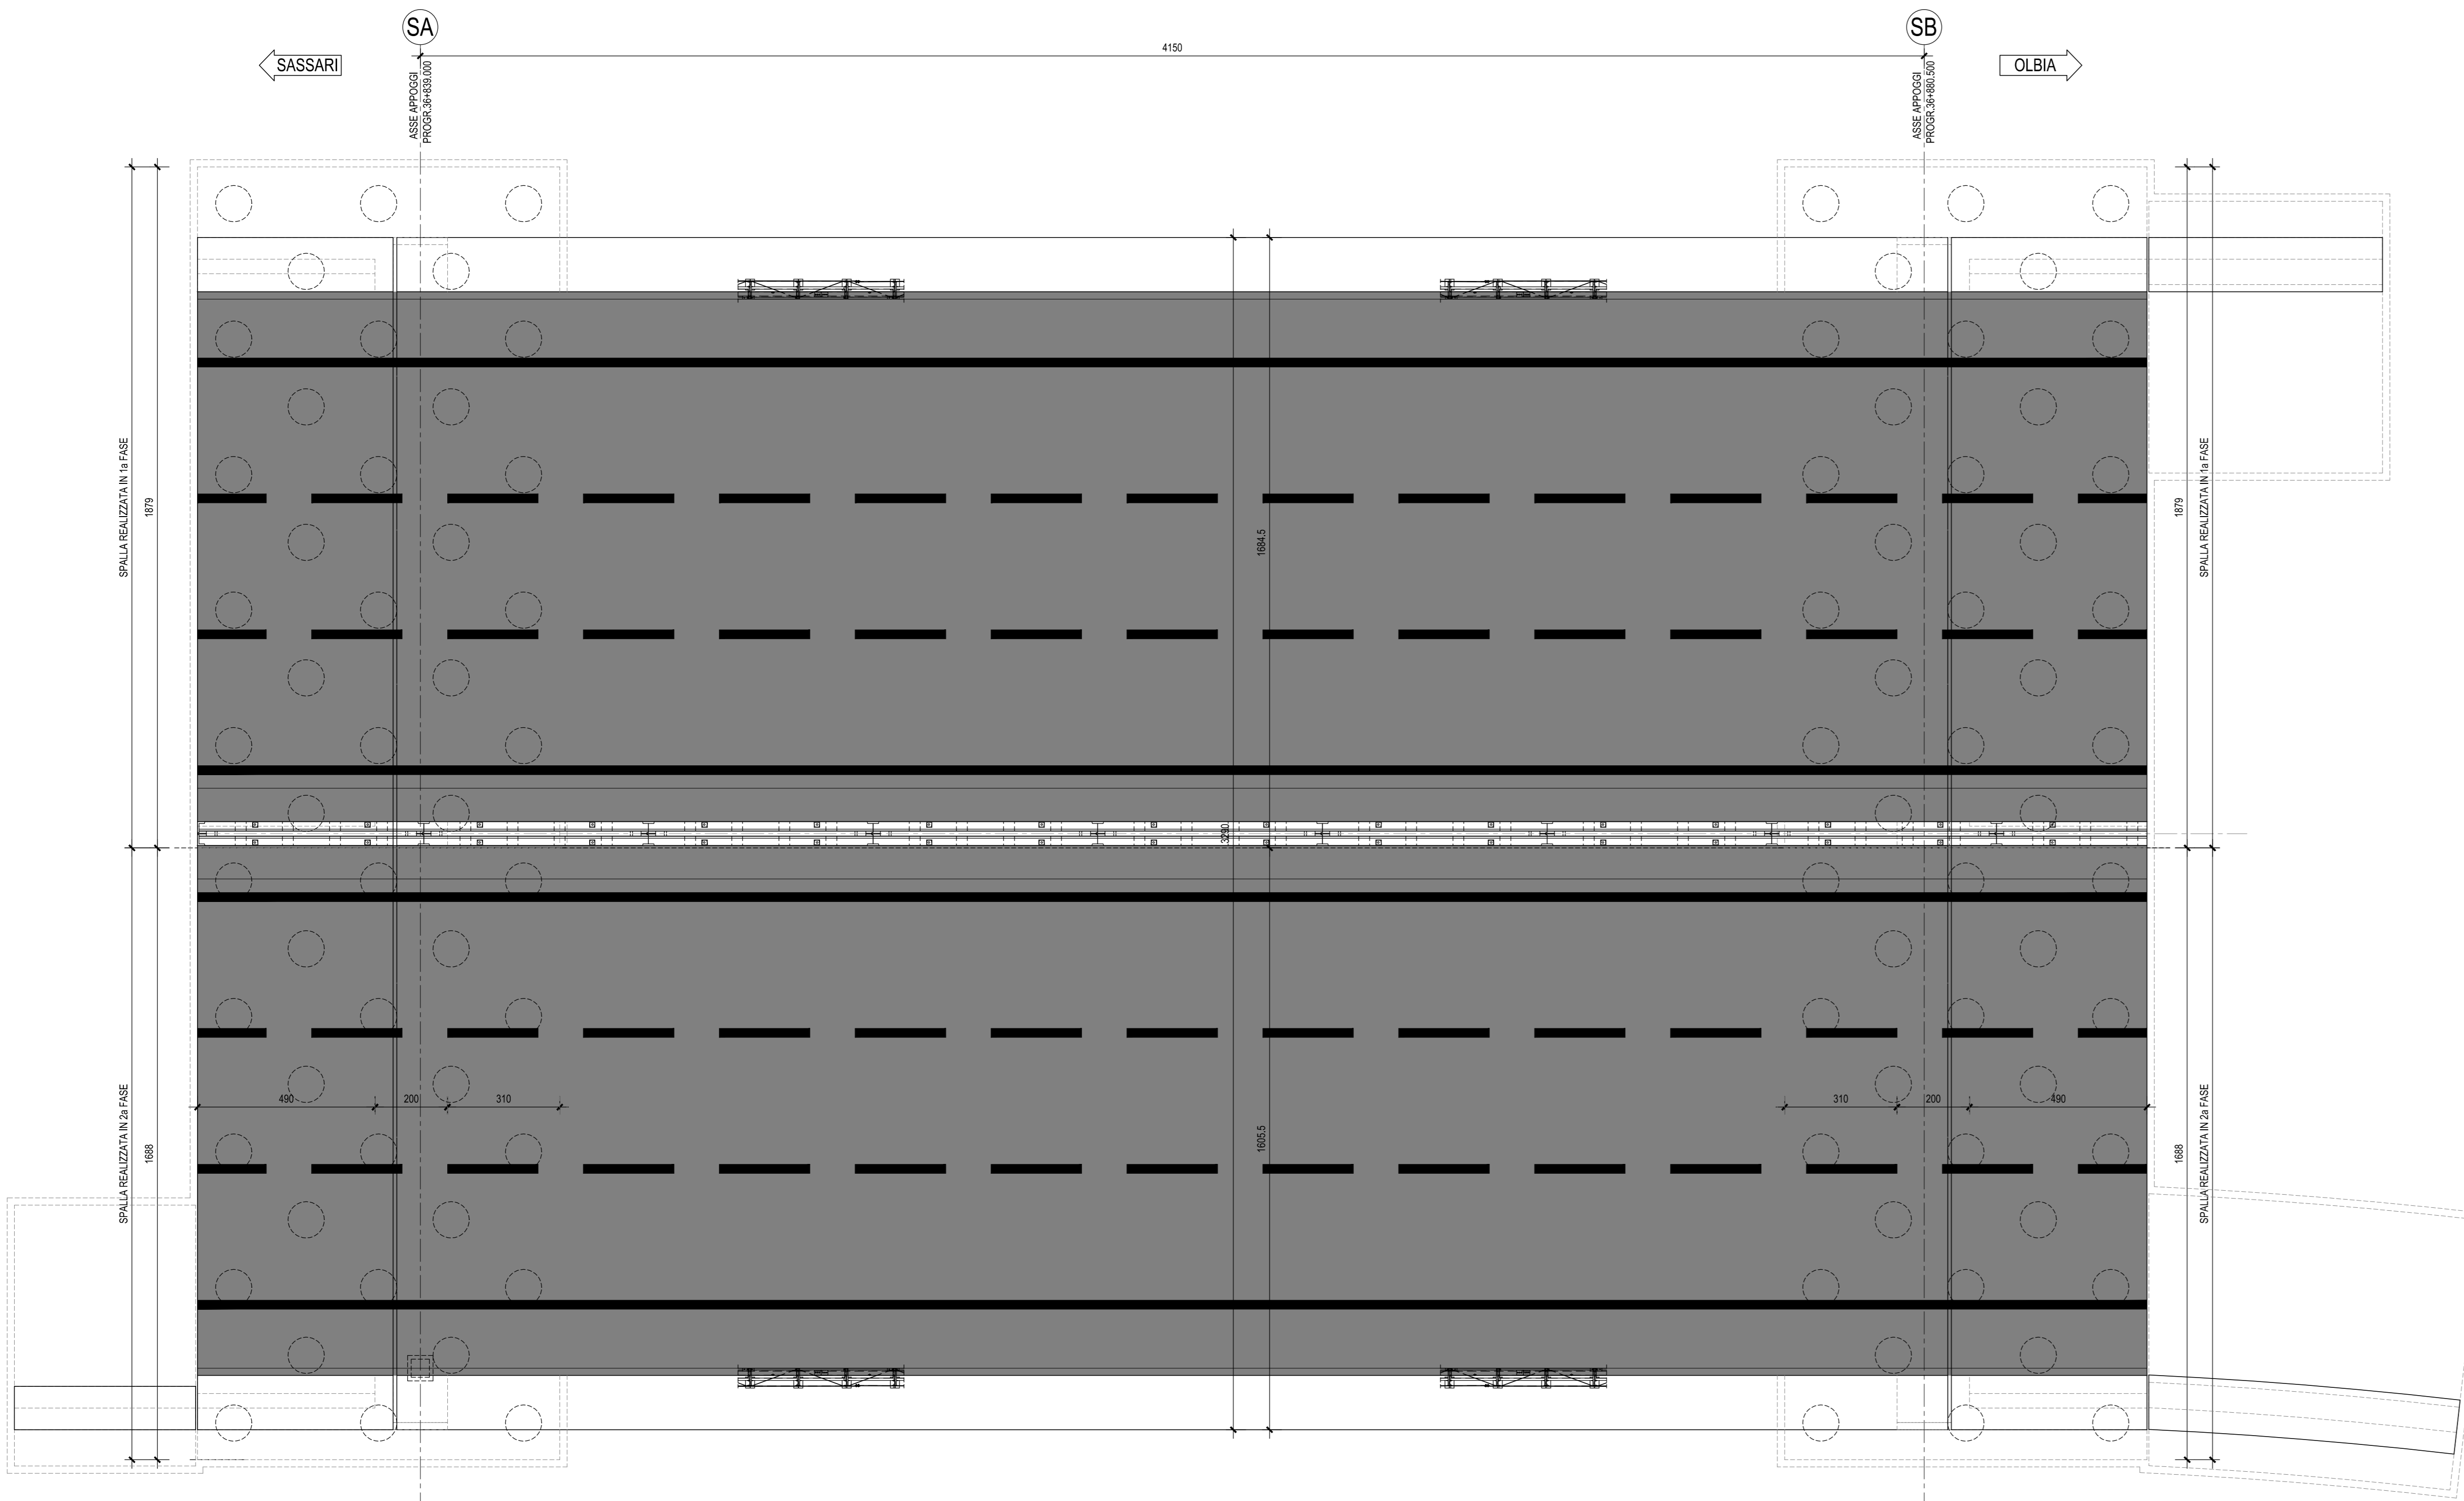 SA
SB
4150
SASSARI
OLBIA
ASSE APPOGGI
PROGR.36+839.000
ASSE APPOGGI
PROGR.36+880.500
SPALLA REALIZZATA IN 1a FASE
1879
1684.5
1879
SPALLA REALIZZATA IN 1a FASE
3290
490
200
310
310
200
490
SPALLA REALIZZATA IN 2a FASE
1688
1605.5
1688
SPALLA REALIZZATA IN 2a FASE